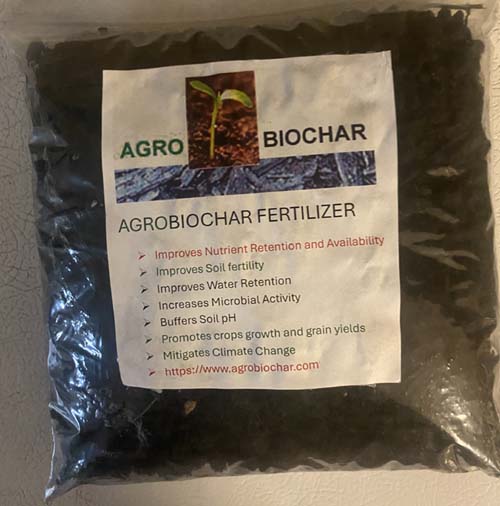 AGRO BIOCHAR
AGROBIOCHAR FERTILIZER
➢ Improves Nutrient Retention and Availability
➢ Improves Soil fertility
➢ Improves Water Retention
➢ Increases Microbial Activity
➢ Buffers Soil pH
➢ Promotes crops growth and grain yields
➢ Mitigates Climate Change
➢ https://www.agrobiochar.com